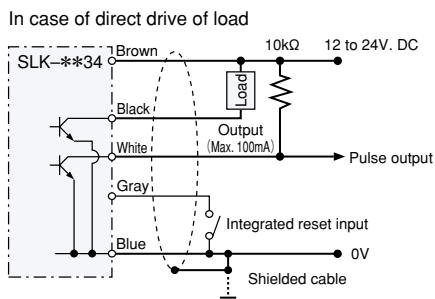 In case of direct drive of load
10kΩ 12 to 24V. DC
Brown
SLK–**34
Load
Black
Output
(Max. 100mA)
White
Pulse output
Gray
Integrated reset input
Blue
0V
Shielded cable